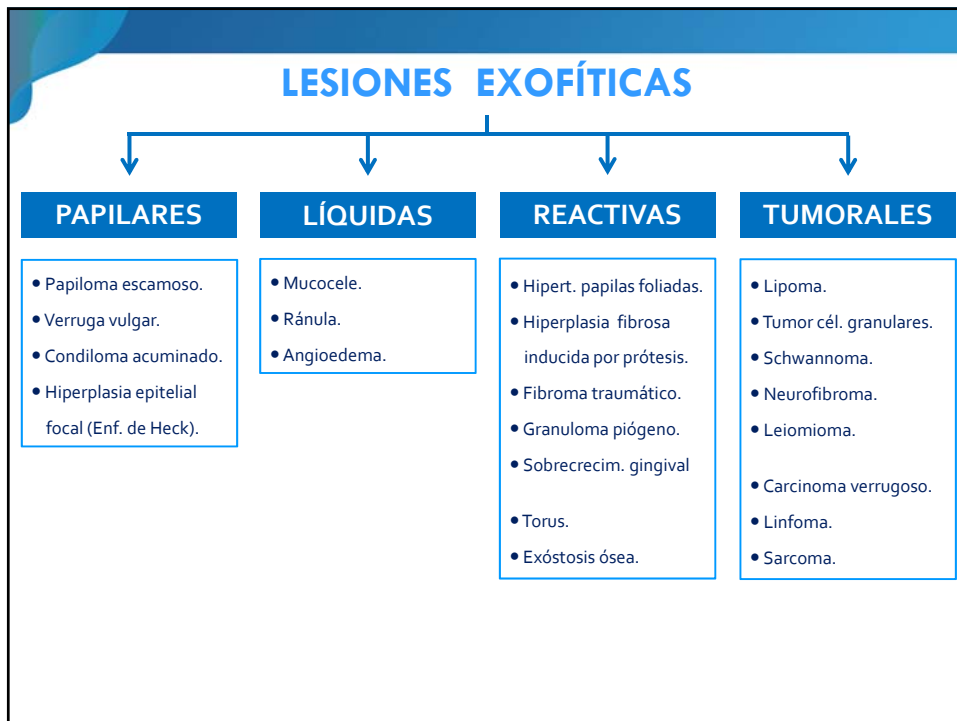 LESIONES EXOFÍTICAS
PAPILARES
• Papiloma escamoso.
• Verruga vulgar.
• Condiloma acuminado.
• Hiperplasia epitelial
focal (Enf. de Heck).
LÍQUIDAS
• Mucocele.
• Ránula.
• Angioedema.
REACTIVAS
• Hipert. papilas foliadas.
• Hiperplasia fibrosa
inducida por prótesis.
• Fibroma traumático.
• Granuloma piógeno.
• Sobrecrecim. gingival
• Torus.
• Exóstosis ósea.
TUMORALES
• Lipoma.
• Tumor cél. granulares.
• Schwannoma.
• Neurofibroma.
• Leiomioma.
• Carcinoma verrugoso.
• Linfoma.
• Sarcoma.